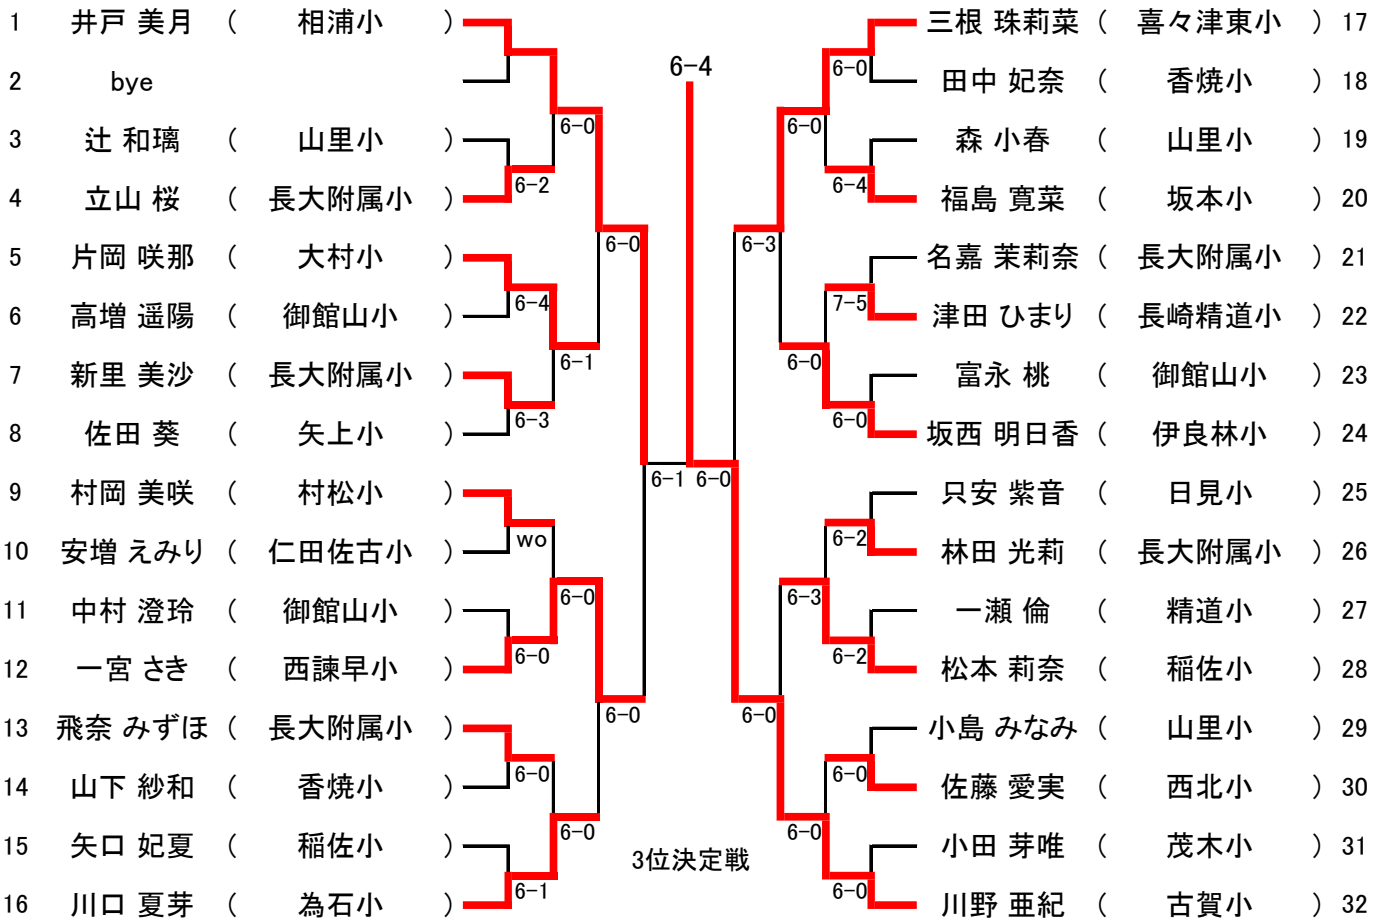 1 井戸 美月 ( 相浦小 )
2 bye
3 辻 和璃 ( 山里小 )
4 立山 桜 ( 長大附属小 )
5 片岡 咲那 ( 大村小 )
6 高増 遥陽 ( 御館山小 )
7 新里 美沙 ( 長大附属小 )
8 佐田 葵 ( 矢上小 )
9 村岡 美咲 ( 村松小 )
10 安増 えみり ( 仁田佐古小 )
11 中村 澄玲 ( 御館山小 )
12 一宮 さき ( 西諫早小 )
13 飛奈 みずほ ( 長大附属小 )
14 山下 紗和 ( 香焼小 )
15 矢口 妃夏 ( 稲佐小 )
16 川口 夏芽 ( 為石小 )
6-2
6-4
6-3
wo
6-0
6-0
6-1
6-0
6-1
6-0
6-0
6-0
6-0
6-1
6-4
6-0
3位決定戦
6-3
6-0
6-0
6-0
6-3
6-0
6-0
6-4
7-5
6-0
6-2
6-2
6-0
6-0
三根 珠莉菜 ( 喜々津東小 ) 17
田中 妃奈 ( 香焼小 ) 18
森 小春 ( 山里小 ) 19
福島 寛菜 ( 坂本小 ) 20
名嘉 茉莉奈 ( 長大附属小 ) 21
津田 ひまり ( 長崎精道小 ) 22
富永 桃 ( 御館山小 ) 23
坂西 明日香 ( 伊良林小 ) 24
只安 紫音 ( 日見小 ) 25
林田 光莉 ( 長大附属小 ) 26
一瀬 倫 ( 精道小 ) 27
松本 莉奈 ( 稲佐小 ) 28
小島 みなみ ( 山里小 ) 29
佐藤 愛実 ( 西北小 ) 30
小田 芽唯 ( 茂木小 ) 31
川野 亜紀 ( 古賀小 ) 32